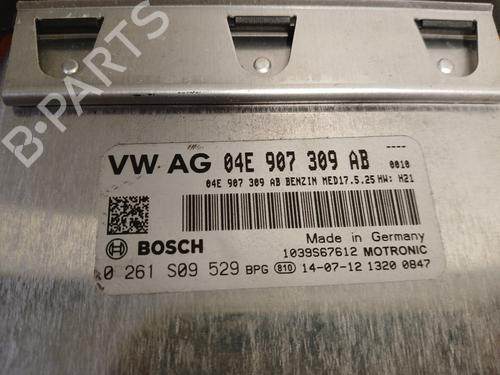 VW AG 04E 907 309 AB ----
0010
04E 907 309 AB BENZIN MED17.5.25 HW: H21
BOSCH
Made in Germany
1039S67612 MOTRONIC
0 261 S09 529 BPG 810 14-07-12 1320 0847
B-PARTS